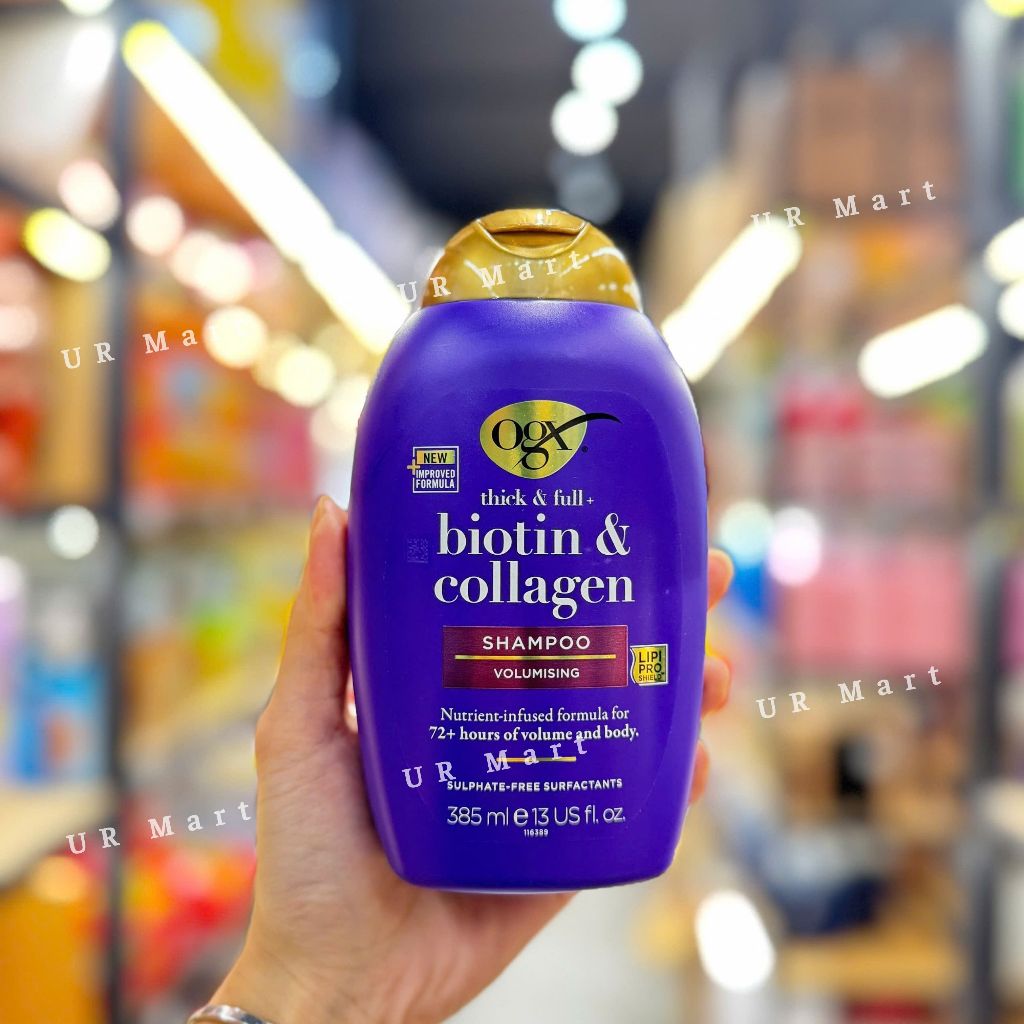 UR Mart
UR Mart
UR Mart
ogx
NEW
+IMPROVED
FORMULA
thick & full+
biotin &
collagen
SHAMPOO
VOLUMISING
LIPI
PRO
SHIELD™
Nutrient-infused formula for
72+ hours of volume and body.
UR Mart
UR Mart
UR Mart
SULPHATE-FREE SURFACTANTS
385 ml e 13 US fl. oz.
116389